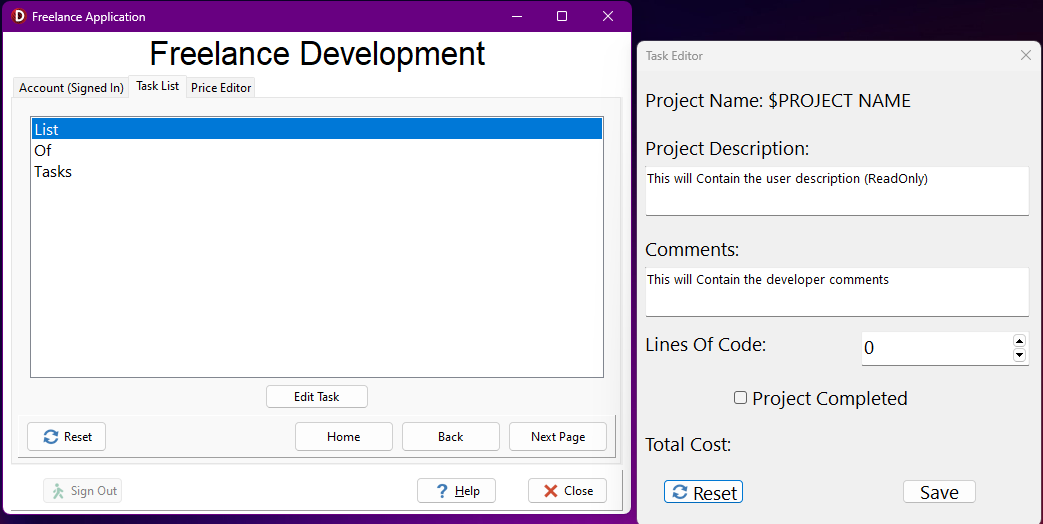 Freelance Application
Freelance Development
Account (Signed In) Task List Price Editor
List
Of
Tasks
Edit Task
Reset Home Back Next Page
Sign Out Help Close
Task Editor
Project Name: $PROJECT NAME
Project Description:
This will Contain the user description (ReadOnly)
Comments:
This will Contain the developer comments
Lines Of Code: 0
Project Completed
Total Cost:
Reset Save